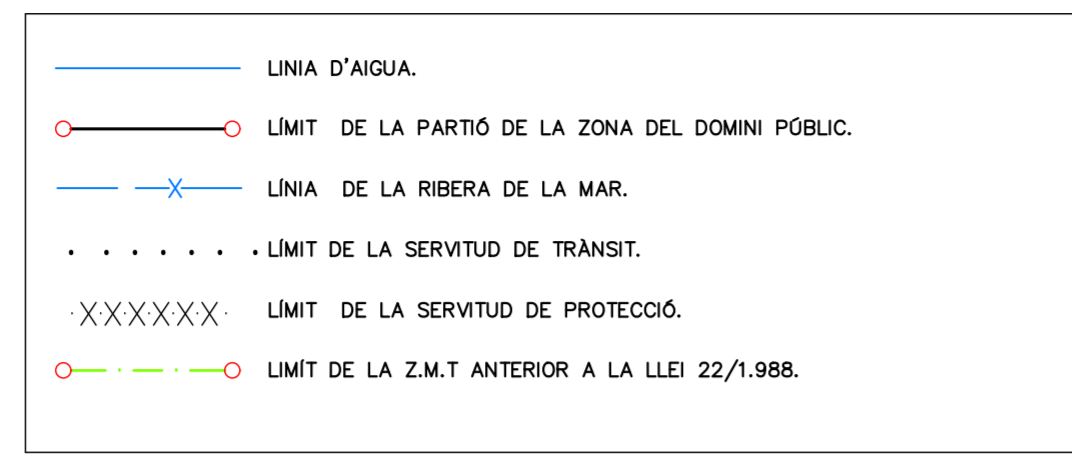 LINIA D'AIGUA.
LÍMIT DE LA PARTIÓ DE LA ZONA DEL DOMINI PÚBLIC.
LÍNIA DE LA RIBERA DE LA MAR.
LÍMIT DE LA SERVITUD DE TRÀNSIT.
LÍMIT DE LA SERVITUD DE PROTECCIÓ.
LIMÍT DE LA Z.M.T ANTERIOR A LA LLEI 22/1.988.